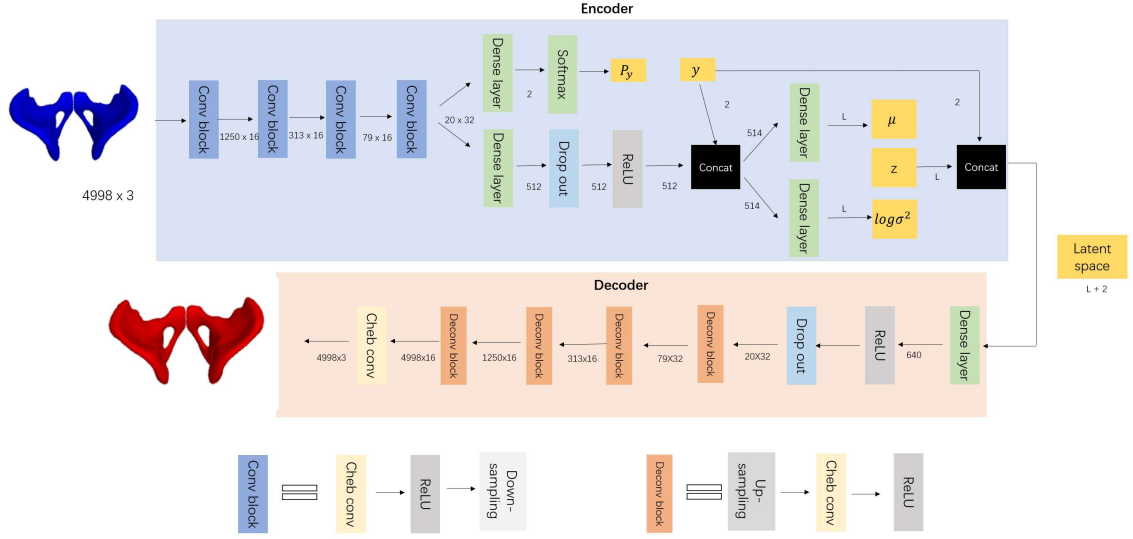 Encoder
4998 x 3
Conv block
1250 x 16
Conv block
313 x 16
Conv block
79 x 16
Conv block
20 x 32
Dense layer
2
Softmax
P_y
Dense layer
512
Drop out
512
ReLU
512
y
2
Concat
514
514
Dense layer
L
μ
z
L
Dense layer
L
logσ²
2
Concat
Latent
space
L + 2
Decoder
Dense layer
640
ReLU
Drop out
20X32
Deconv block
79X32
Deconv block
313x16
Deconv block
1250x16
Deconv block
4998x16
Cheb conv
4998x3
Conv block
Cheb conv
ReLU
Down-
sampling
Deconv block
Up-
sampling
Cheb conv
ReLU